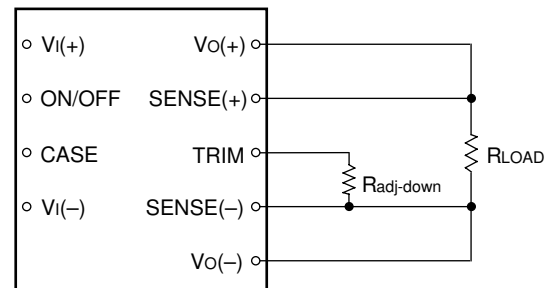 VI(+)
VO(+)
ON/OFF
SENSE(+)
CASE
TRIM
RLOAD
Radj-down
VI(–)
SENSE(–)
VO(–)